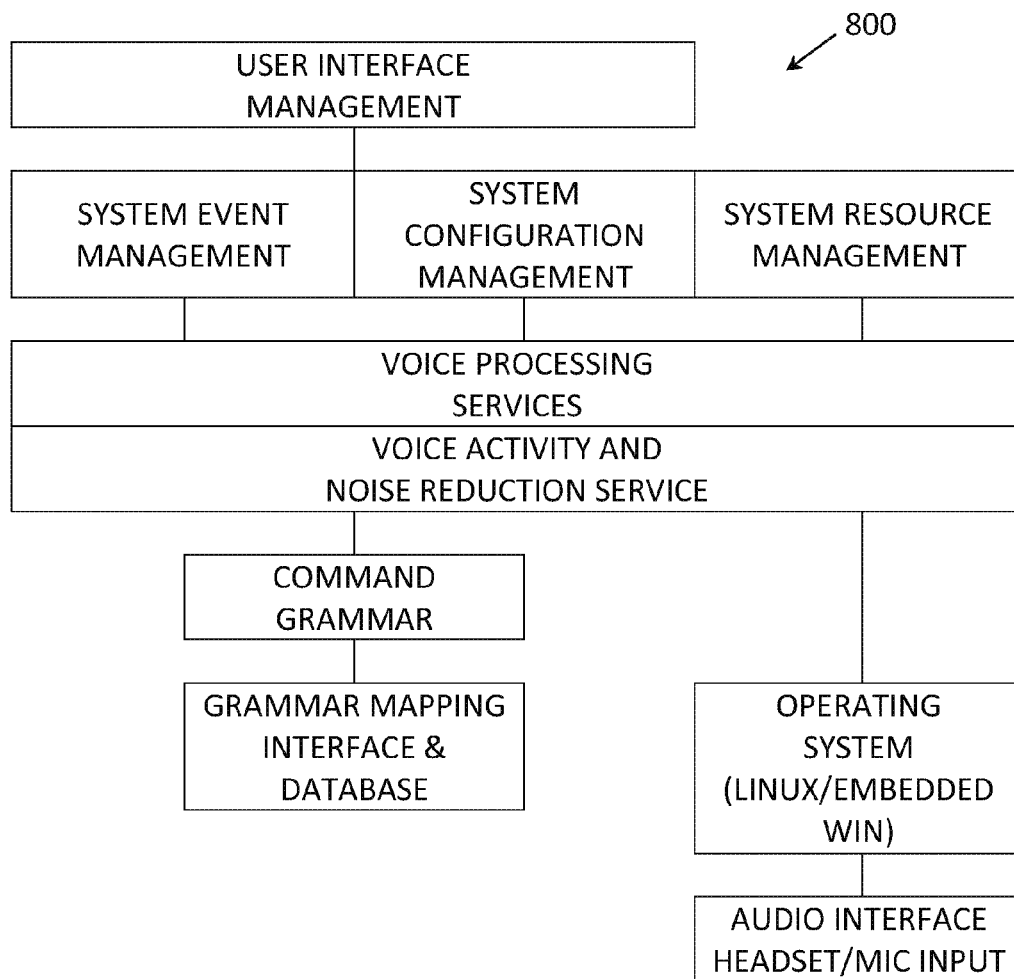 800
USER INTERFACE
MANAGEMENT
SYSTEM EVENT
MANAGEMENT
SYSTEM
CONFIGURATION
MANAGEMENT
SYSTEM RESOURCE
MANAGEMENT
VOICE PROCESSING
SERVICES
VOICE ACTIVITY AND
NOISE REDUCTION SERVICE
COMMAND
GRAMMAR
GRAMMAR MAPPING
INTERFACE &
DATABASE
OPERATING
SYSTEM
(LINUX/EMBEDDED
WIN)
AUDIO INTERFACE
HEADSET/MIC INPUT